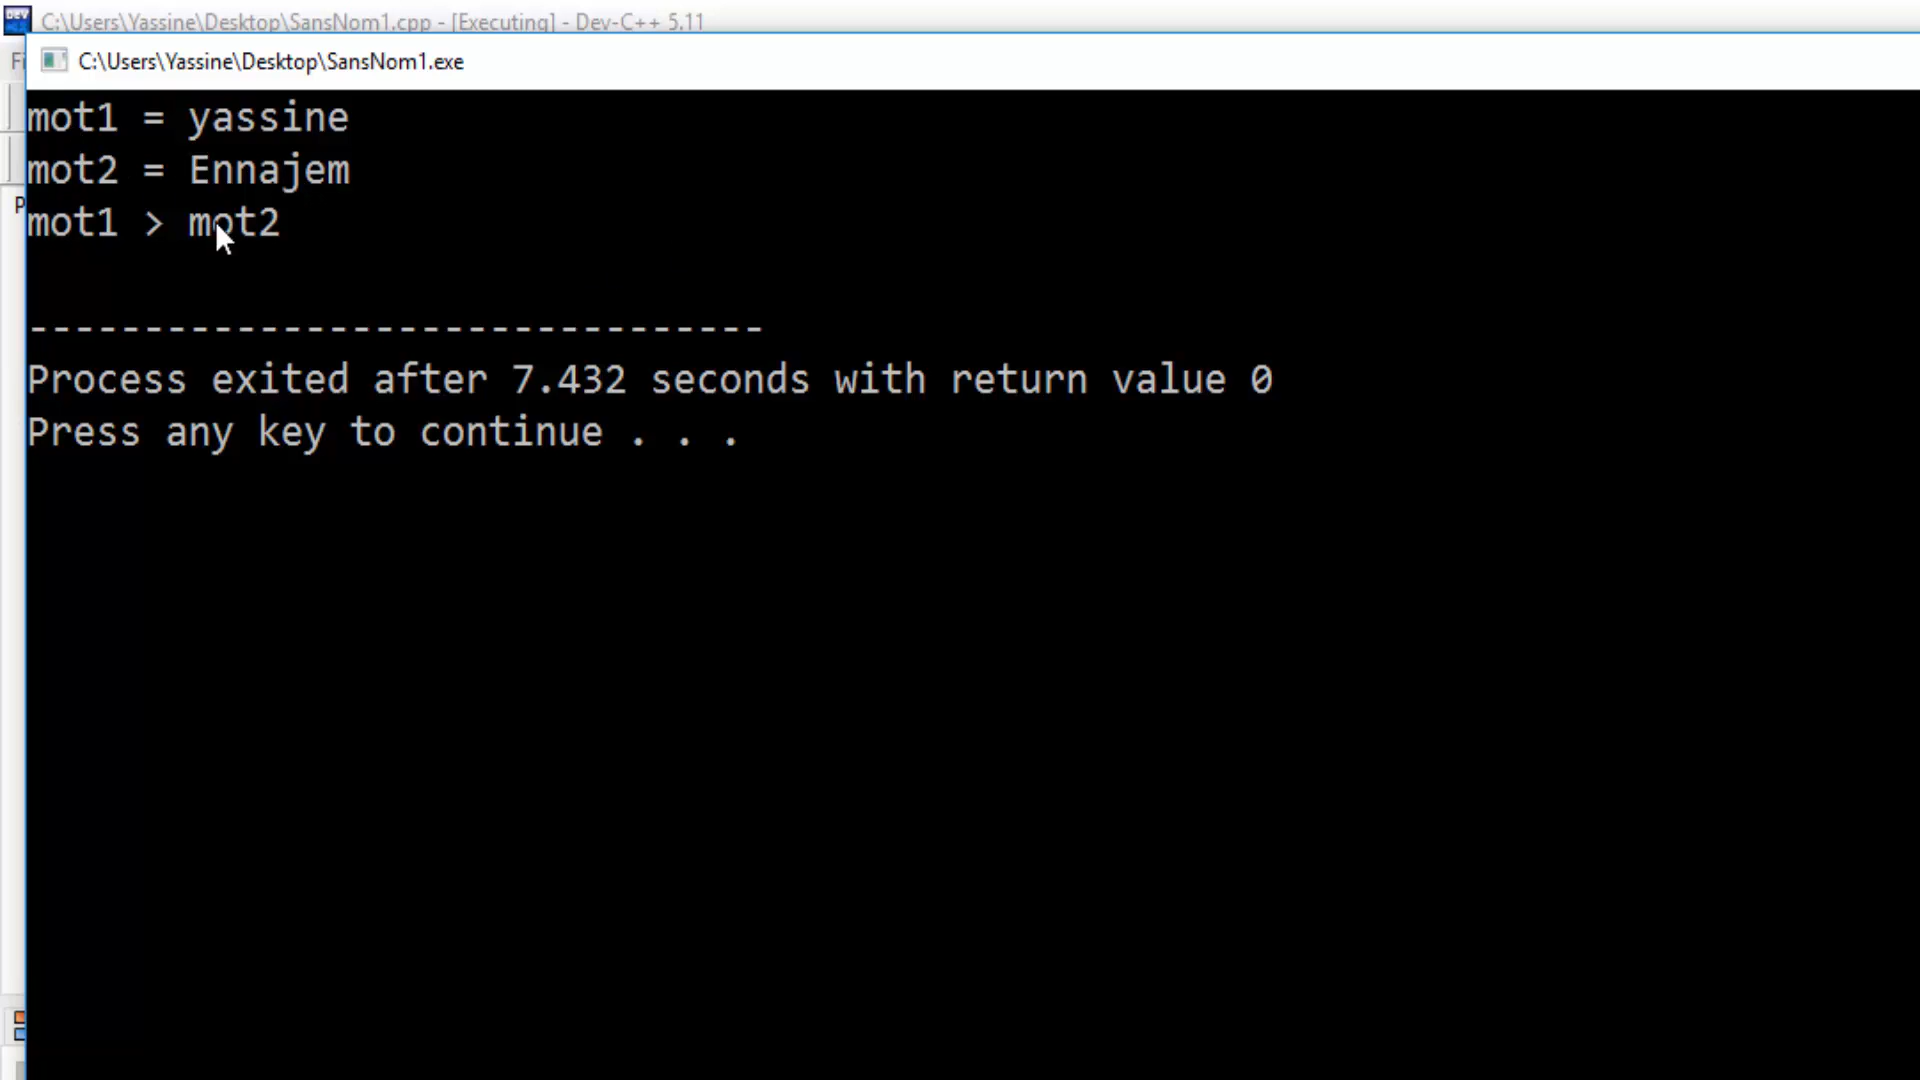 C:\Users\Yassine\Desktop\SansNom1.cpp - [Executing] - Dev-C++ 5.11
C:\Users\Yassine\Desktop\SansNom1.exe
mot1 = yassine
mot2 = Ennajem
mot1 > mot2
--------------------------------
Process exited after 7.432 seconds with return value 0
Press any key to continue . . .